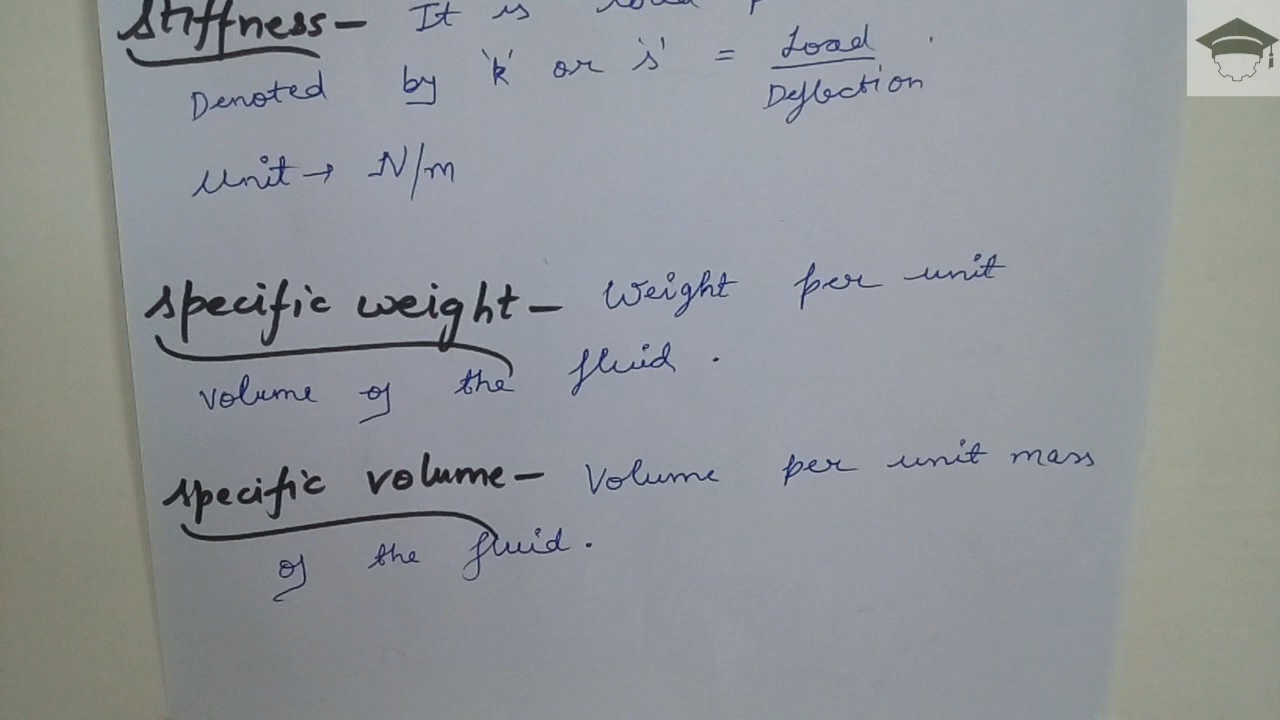 Stiffness- It is load
Denoted by 'k' or 's' = Load / Deflection .
Unit → N/m
Specific weight- Weight per unit
volume of the fluid .
Specific volume- Volume per unit mass
of the fluid .